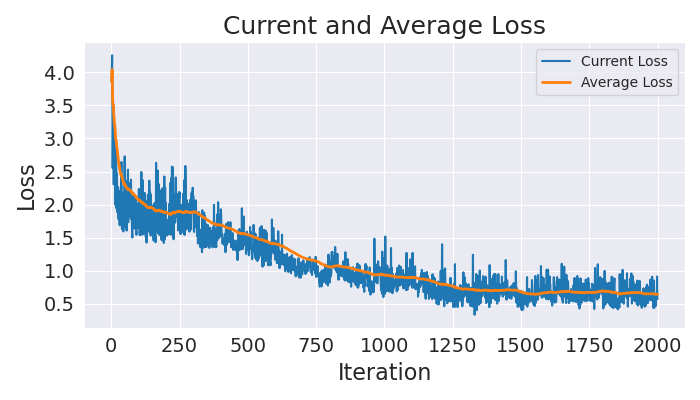 Current and Average Loss
Current Loss
Average Loss
4.0
3.5
3.0
2.5
2.0
1.5
1.0
0.5
Loss
0 250 500 750 1000 1250 1500 1750 2000
Iteration